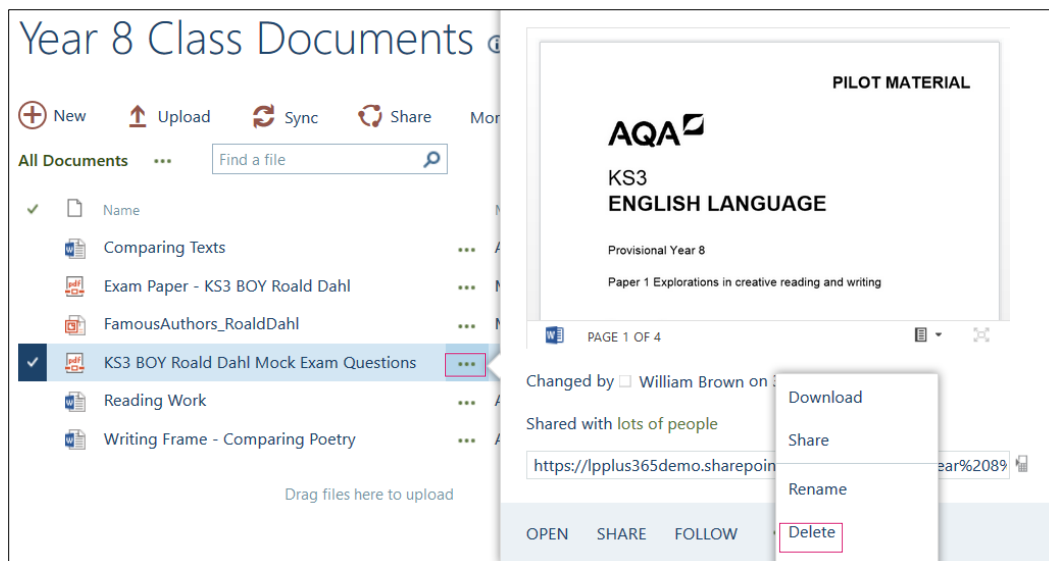 Year 8 Class Documents
New Upload Sync Share Mor
All Documents ... Find a file
Name
Comparing Texts ...
Exam Paper - KS3 BOY Roald Dahl ...
FamousAuthors_RoaldDahl ...
KS3 BOY Roald Dahl Mock Exam Questions ...
Reading Work ...
Writing Frame - Comparing Poetry ...
Drag files here to upload
PILOT MATERIAL
AQA
KS3
ENGLISH LANGUAGE
Provisional Year 8
Paper 1 Explorations in creative reading and writing
PAGE 1 OF 4
Changed by William Brown on
Shared with lots of people
https://lpplus365demo.sharepoin ear%208%
OPEN SHARE FOLLOW
Download
Share
Rename
Delete